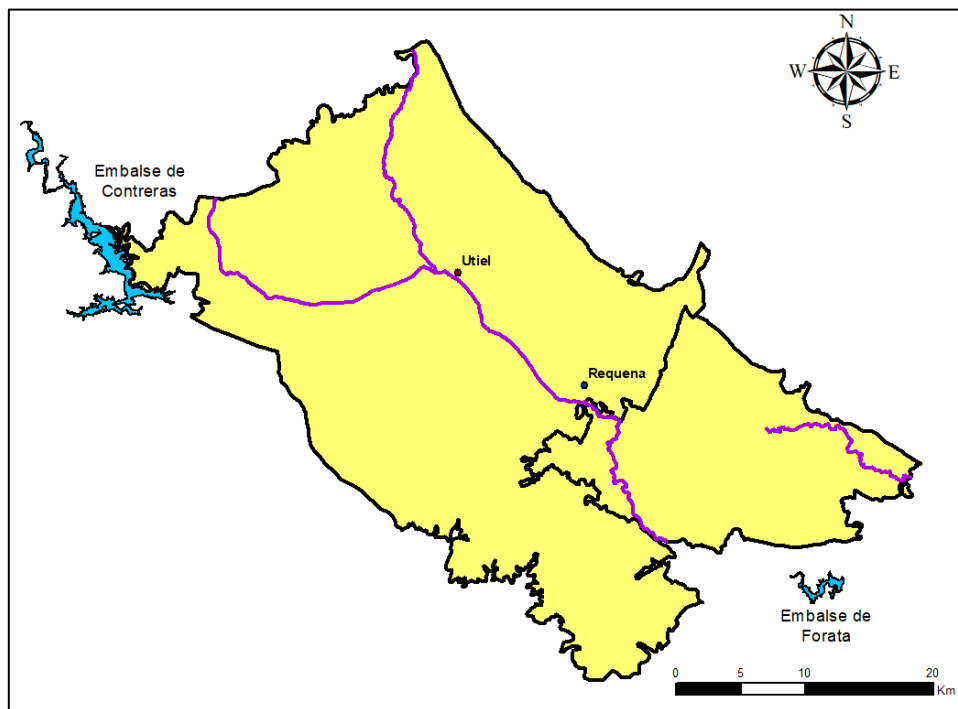 N
W
E
S
Embalse de
Contreras
Utiel
Requena
Embalse de
Forata
0
5
10
20
Km